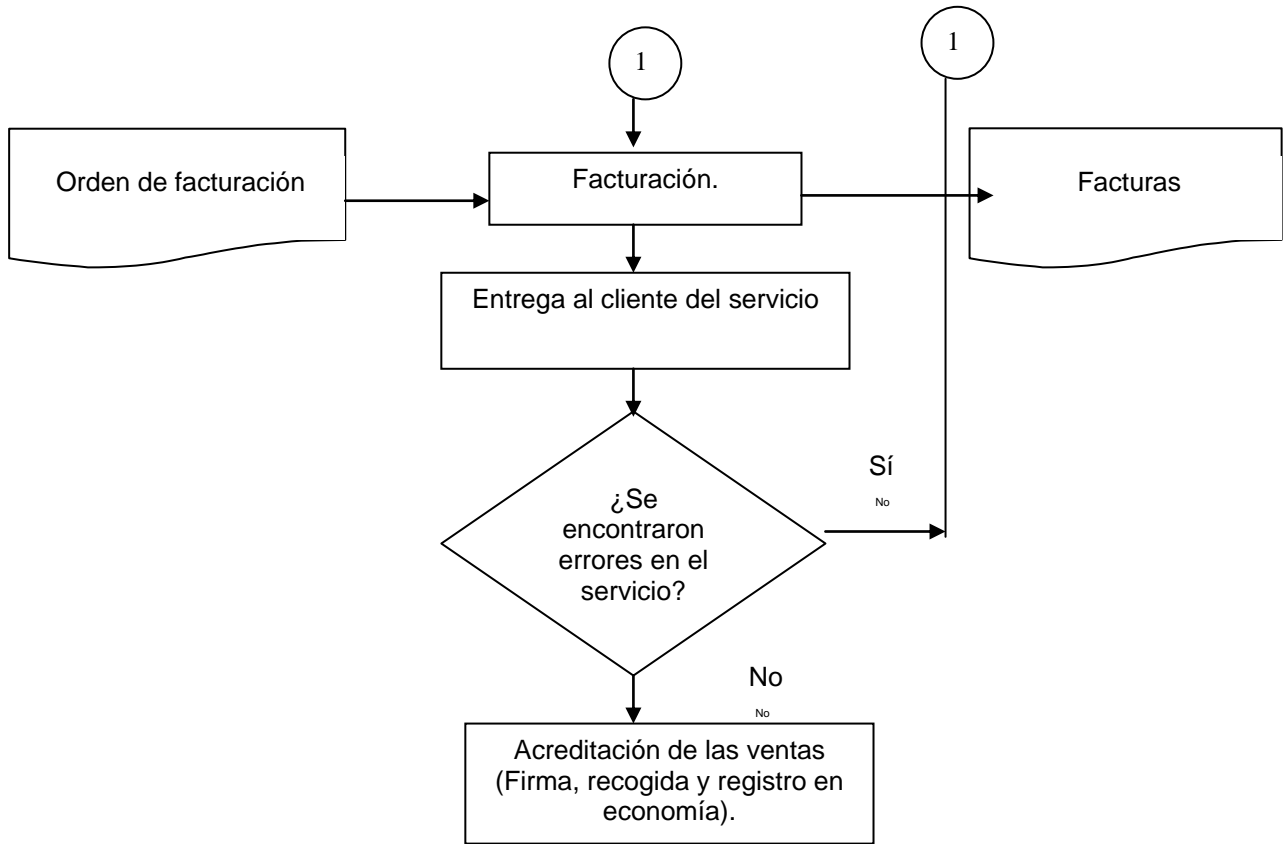 1
1
Orden de facturación
Facturación.
Facturas
Entrega al cliente del servicio
¿Se
encontraron
errores en el
servicio?
Sí
No
No
No
Acreditación de las ventas
(Firma, recogida y registro en
economía).